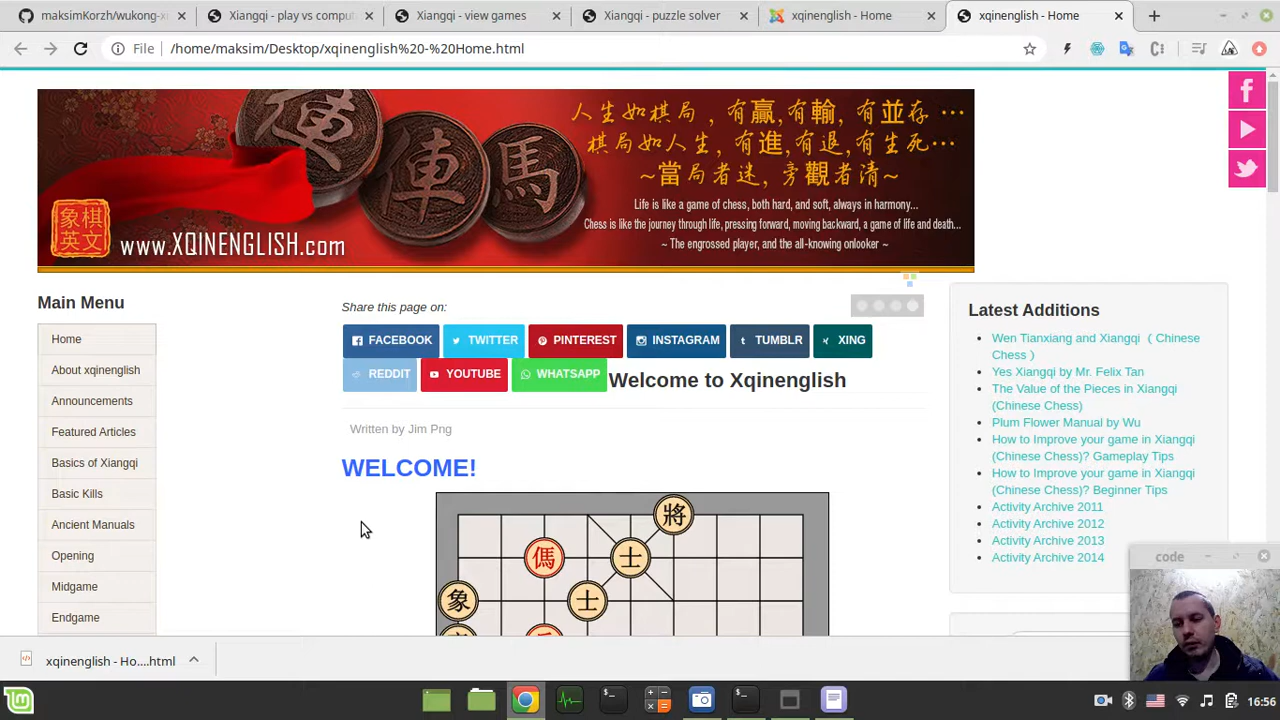 maksimKorzh/wukong-x
Xiangqi - play vs comput
Xiangqi - view games
Xiangqi - puzzle solver
xqinenglish - Home
xqinenglish - Home
File
/home/maksim/Desktop/xqinenglish%20-%20Home.html
車
馬
人生如棋局，有贏,有輸，有並存…
棋局如人生，有進,有退,有生死…
~當局者迷，旁觀者清~
Life is like a game of chess, both hard, and soft, always in harmony...
Chess is like the journey through life, pressing forward, moving backward, a game of life and death...
~ The engrossed player, and the all-knowing onlooker ~
象棋
英文
www.XQINENGLISH.com
Main Menu
Home
About xqinenglish
Announcements
Featured Articles
Basics of Xiangqi
Basic Kills
Ancient Manuals
Opening
Midgame
Endgame
Share this page on:
FACEBOOK
TWITTER
PINTEREST
INSTAGRAM
TUMBLR
XING
REDDIT
YOUTUBE
WHATSAPP
Welcome to Xqinenglish
Written by Jim Png
WELCOME!
將
傌
士
象
士
Latest Additions
Wen Tianxiang and Xiangqi （ Chinese
Chess ）
Yes Xiangqi by Mr. Felix Tan
The Value of the Pieces in Xiangqi
(Chinese Chess)
Plum Flower Manual by Wu
How to Improve your game in Xiangqi
(Chinese Chess)? Gameplay Tips
How to Improve your game in Xiangqi
(Chinese Chess)? Beginner Tips
Activity Archive 2011
Activity Archive 2012
Activity Archive 2013
Activity Archive 2014
code
xqinenglish - Ho....html
16:56